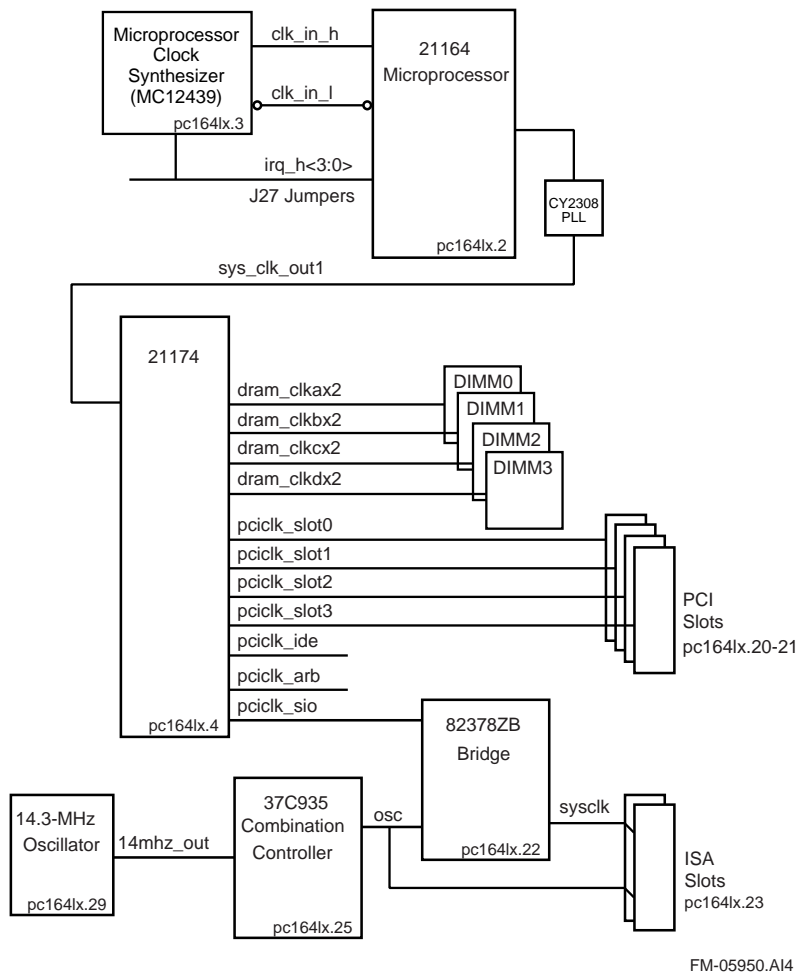 Microprocessor
Clock
Synthesizer
(MC12439)
pc164lx.3
clk_in_h
clk_in_l
irq_h<3:0>
J27 Jumpers
21164
Microprocessor
pc164lx.2
CY2308
PLL
sys_clk_out1
21174
pc164lx.4
dram_clkax2
dram_clkbx2
dram_clkcx2
dram_clkdx2
DIMM0
DIMM1
DIMM2
DIMM3
pciclk_slot0
pciclk_slot1
pciclk_slot2
pciclk_slot3
pciclk_ide
pciclk_arb
pciclk_sio
PCI
Slots
pc164lx.20-21
82378ZB
Bridge
pc164lx.22
14.3-MHz
Oscillator
pc164lx.29
14mhz_out
37C935
Combination
Controller
pc164lx.25
osc
sysclk
ISA
Slots
pc164lx.23
FM-05950.AI4